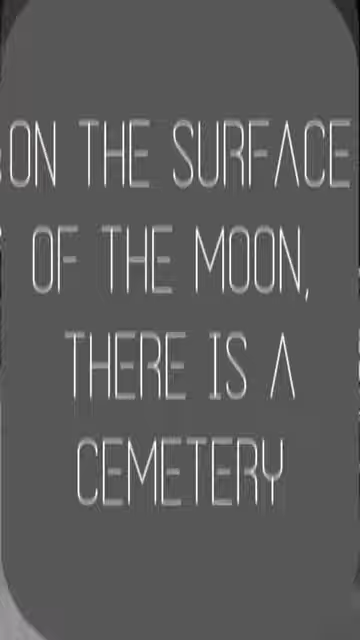 ON THE SURFACE
OF THE MOON,
THERE IS A
CEMETERY